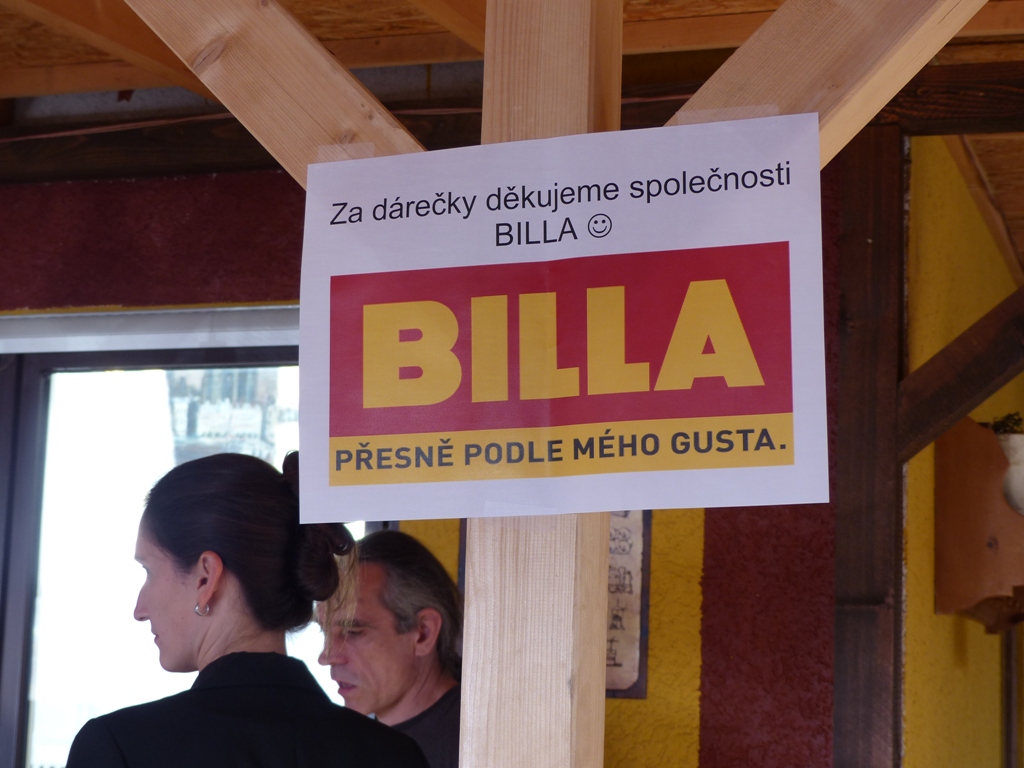 Za dárečky děkujeme společnosti
BILLA ☺
BILLA
PŘESNĚ PODLE MÉHO GUSTA.